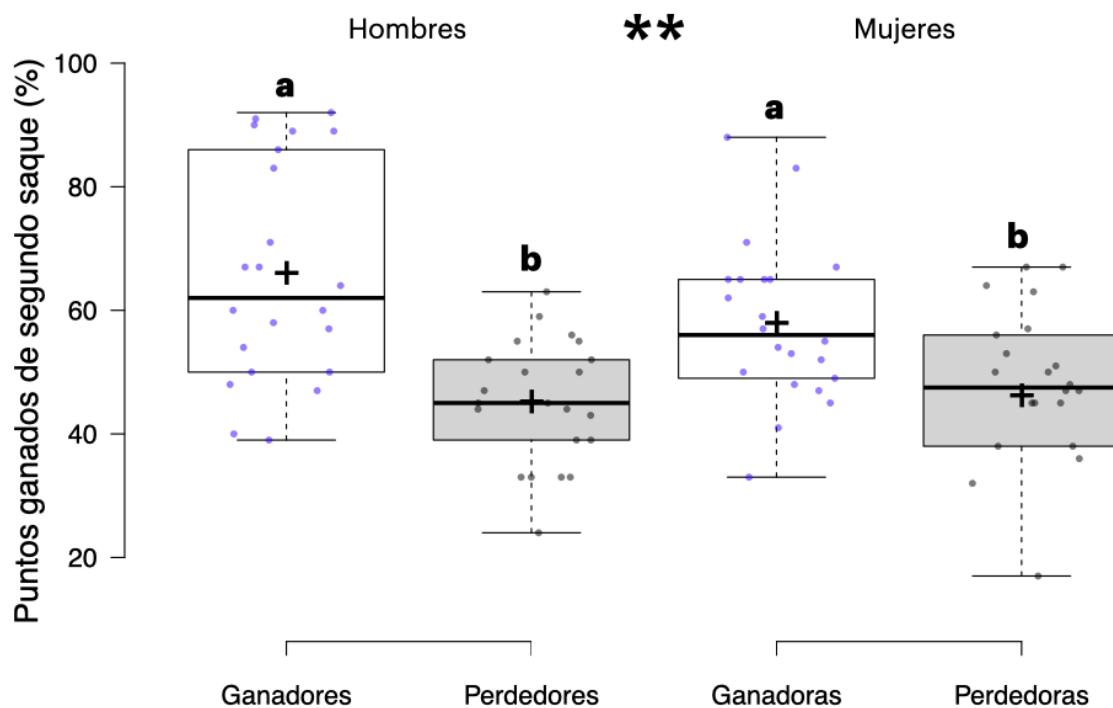 Hombres ** Mujeres
Puntos ganados de segundo saque (%)
100
80
60
40
20
a
b
a
b
Ganadores Perdedores Ganadoras Perdedoras